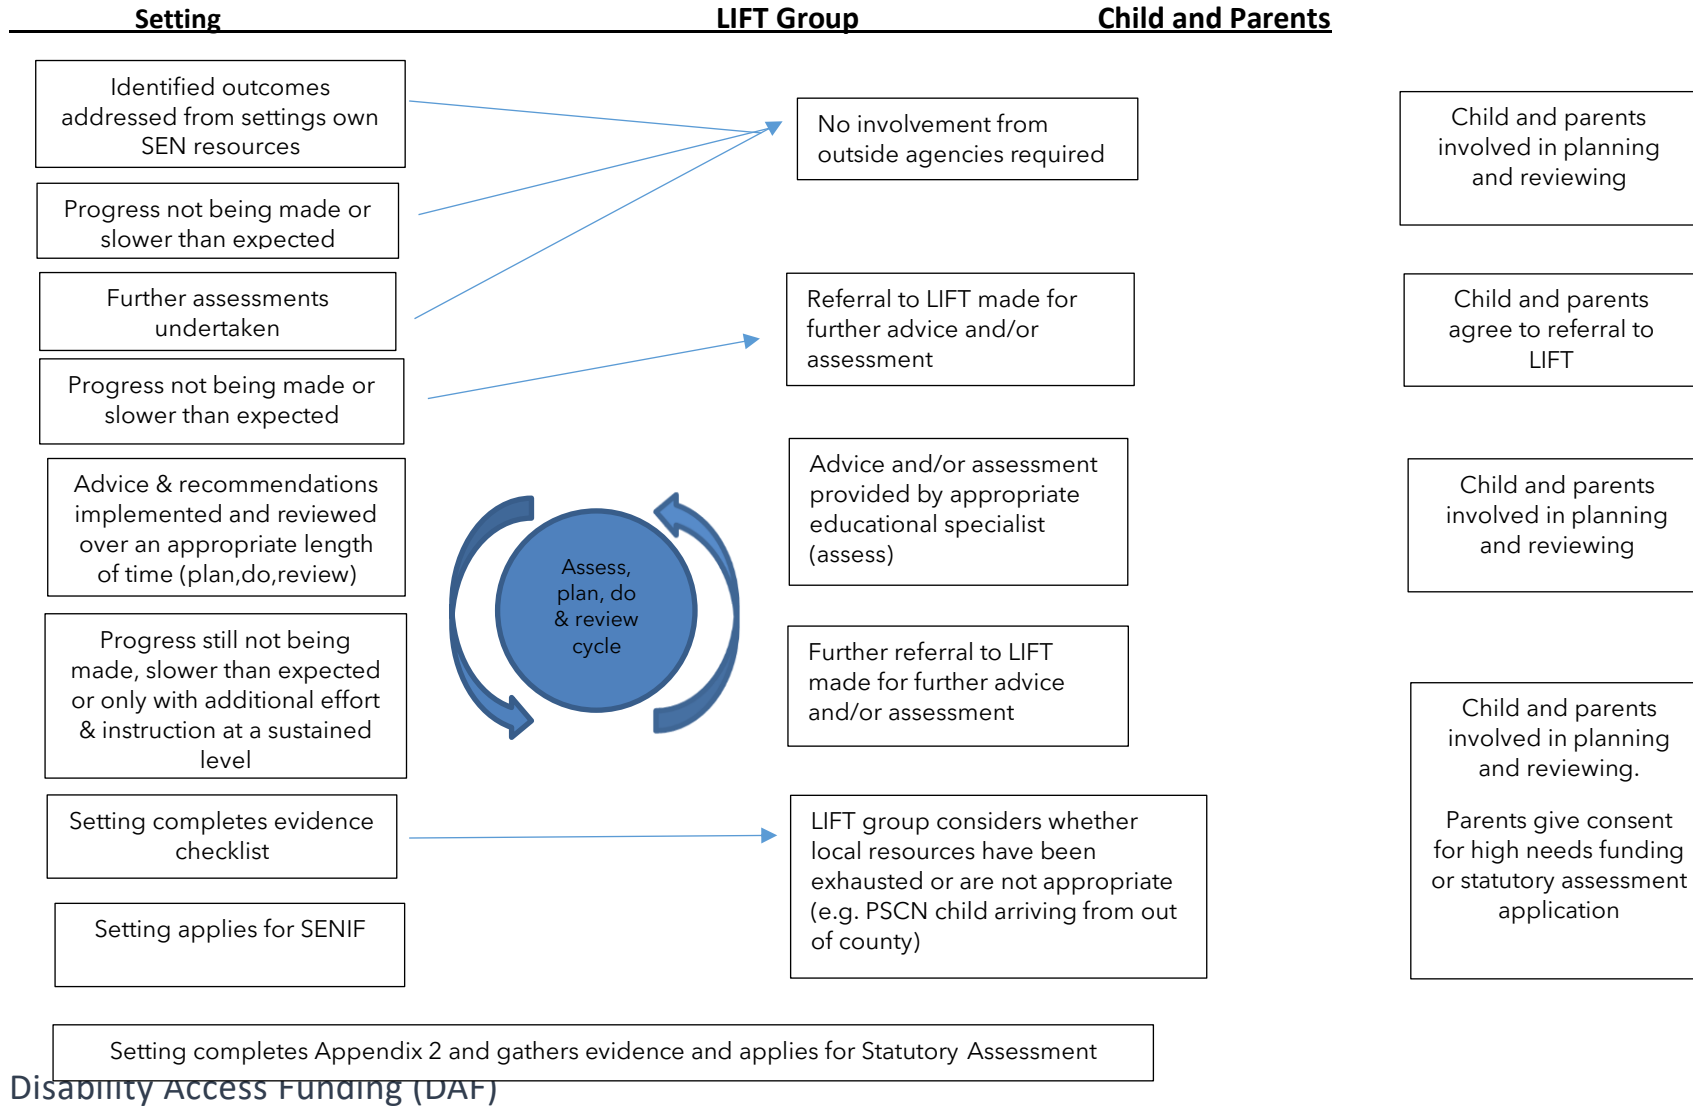 Setting
LIFT Group
Child and Parents
Identified outcomes
addressed from settings own
SEN resources
No involvement from
outside agencies required
Child and parents
involved in planning
and reviewing
Progress not being made or
slower than expected
Further assessments
undertaken
Referral to LIFT made for
further advice and/or
assessment
Child and parents
agree to referral to
LIFT
Progress not being made or
slower than expected
Advice & recommendations
implemented and reviewed
over an appropriate length
of time (plan,do,review)
Assess,
plan, do
& review
cycle
Advice and/or assessment
provided by appropriate
educational specialist
(assess)
Child and parents
involved in planning
and reviewing
Progress still not being
made, slower than expected
or only with additional effort
& instruction at a sustained
level
Further referral to LIFT
made for further advice
and/or assessment
Child and parents
involved in planning
and reviewing.
Parents give consent
for high needs funding
or statutory assessment
application
Setting completes evidence
checklist
LIFT group considers whether
local resources have been
exhausted or are not appropriate
(e.g. PSCN child arriving from out
of county)
Setting applies for SENIF
Setting completes Appendix 2 and gathers evidence and applies for Statutory Assessment
Disability Access Funding (DAF)